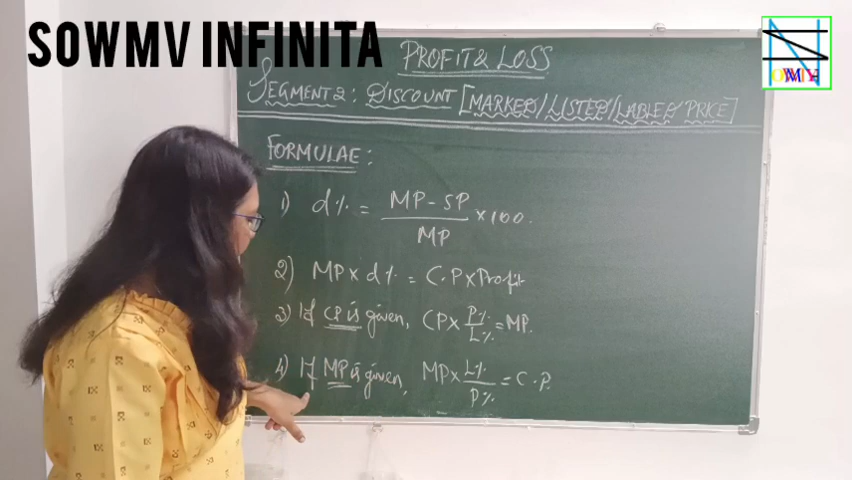 SOWMV INFINITA
PROFIT & LOSS
SEGMENT 2: DISCOUNT [MARKED/LISTED/LABLED PRICE]
FORMULAE:
1) d% = MP - SP / MP × 100.
2) MP × d% = C.P × Profit
3) If CP is given, CP × P% / L% = MP.
4) If MP is given, MP × L% / P% = C.P.